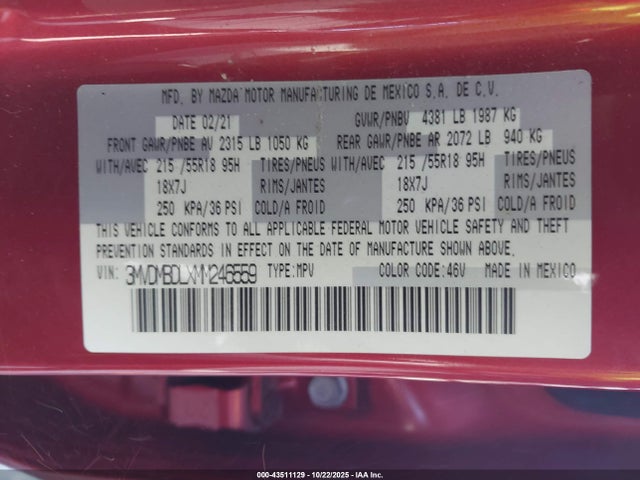 MFD. BY MAZDA MOTOR MANUFACTURING DE MEXICO S.A. DE C.V.
DATE 02/21 GVWR/PNBV 4381 LB 1987 KG
FRONT GAWR/PNBE AV 2315 LB 1050 KG REAR GAWR/PNBE AR 2072 LB 940 KG
WITH/AVEC 215 /55R18 95H TIRES/PNEUS WITH/AVEC 215 /55R18 95H TIRES/PNEUS
18X7J RIMS/JANTES 18X7J RIMS/JANTES
250 KPA/36 PSI COLD/A FROID 250 KPA/36 PSI COLD/A FROID
THIS VEHICLE CONFORMS TO ALL APPLICABLE FEDERAL MOTOR VEHICLE SAFETY AND THEFT
PREVENTION STANDARDS IN EFFECT ON THE DATE OF MANUFACTURE SHOWN ABOVE.
VIN: 3MVDMBDLXMM246559 TYPE:MPV COLOR CODE:46V MADE IN MEXICO
000-43511129 - 10/22/2025 - IAA Inc.